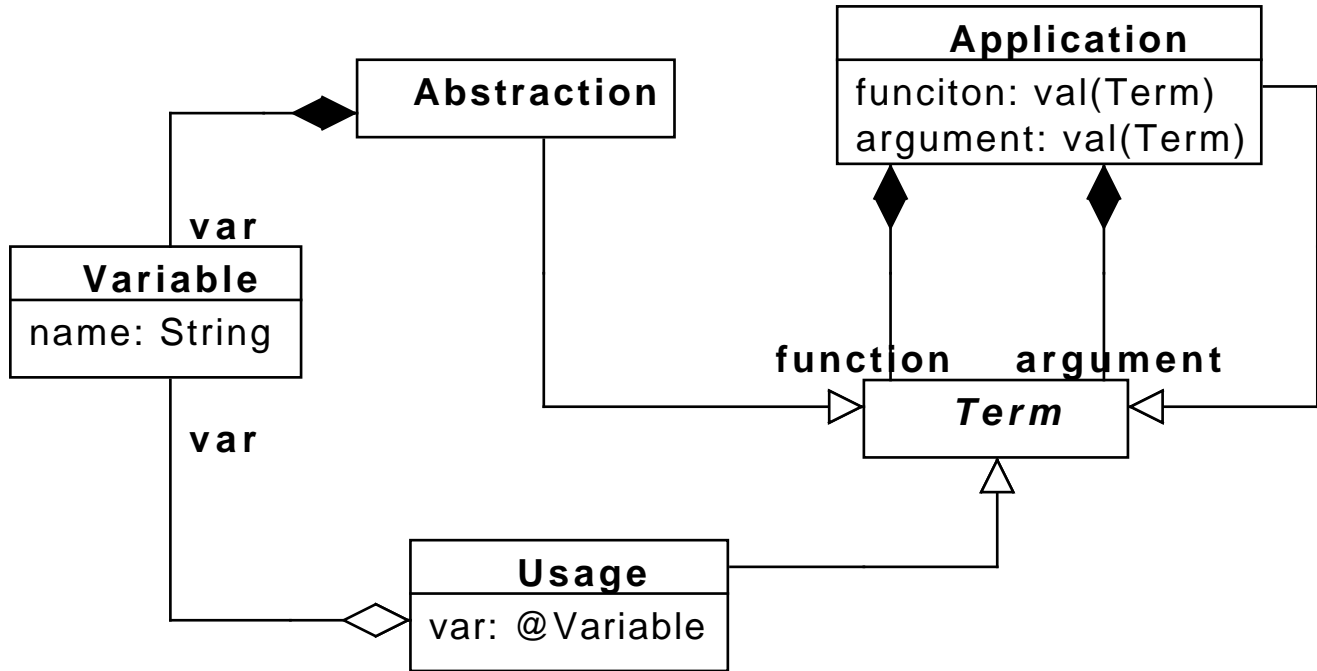 Application
funciton: val(Term)
argument: val(Term)
Abstraction
var
Variable
name: String
function
argument
Term
var
Usage
var: @Variable